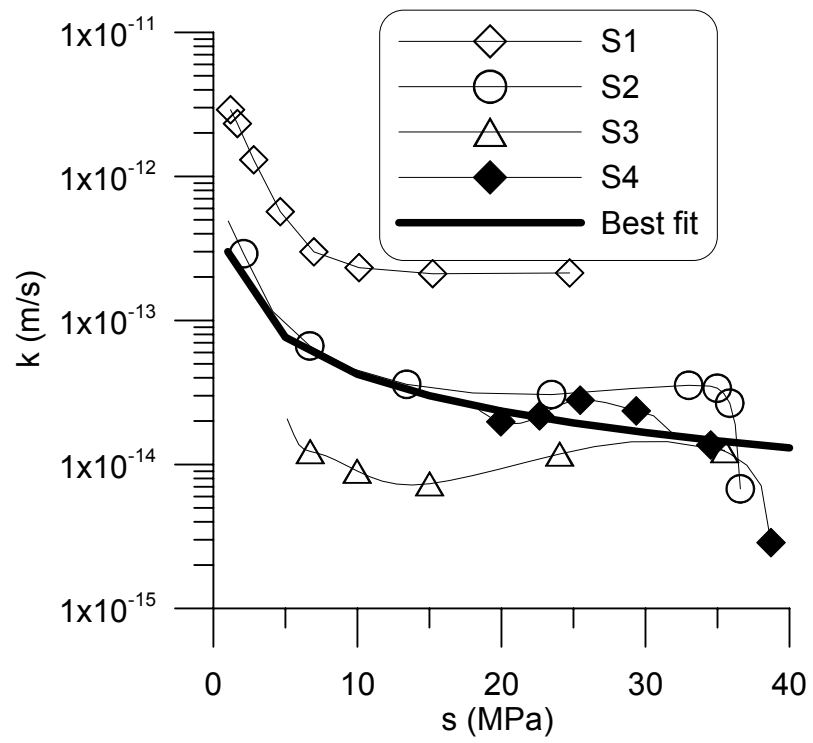 1x10-11
S1
S2
S3
S4
Best fit
1x10-12
1x10-13
1x10-14
1x10-15
k (m/s)
0 10 20 30 40
s (MPa)